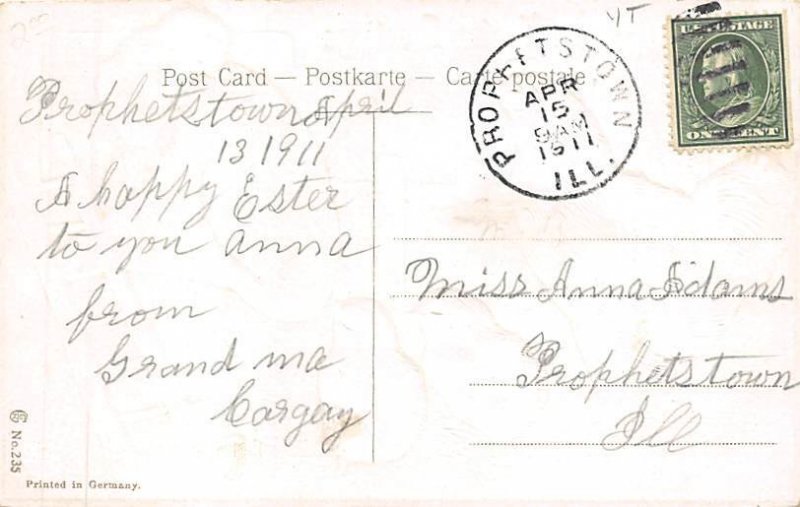 200
YT
Post Card — Postkarte — Carte postale
PROPHETSTOWN
APR
15
9 AM
1911
ILL.
U.S. POSTAGE
ONE CENT
Prophetstown April
13 1911
A happy Ester
to you anna
from
Grand ma
Cargay
Miss Anna Adams
Prophetstown
Ill
No. 235
Printed in Germany.